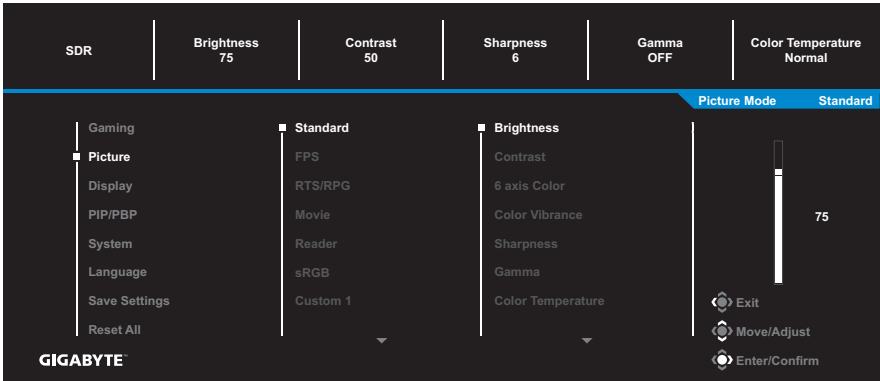 SDR
Brightness
75
Contrast
50
Sharpness
6
Gamma
OFF
Color Temperature
Normal
Picture Mode Standard
Gaming
Picture
Display
PIP/PBP
System
Language
Save Settings
Reset All
Standard
FPS
RTS/RPG
Movie
Reader
sRGB
Custom 1
Brightness
Contrast
6 axis Color
Color Vibrance
Sharpness
Gamma
Color Temperature
75
Exit
Move/Adjust
Enter/Confirm
GIGABYTE™